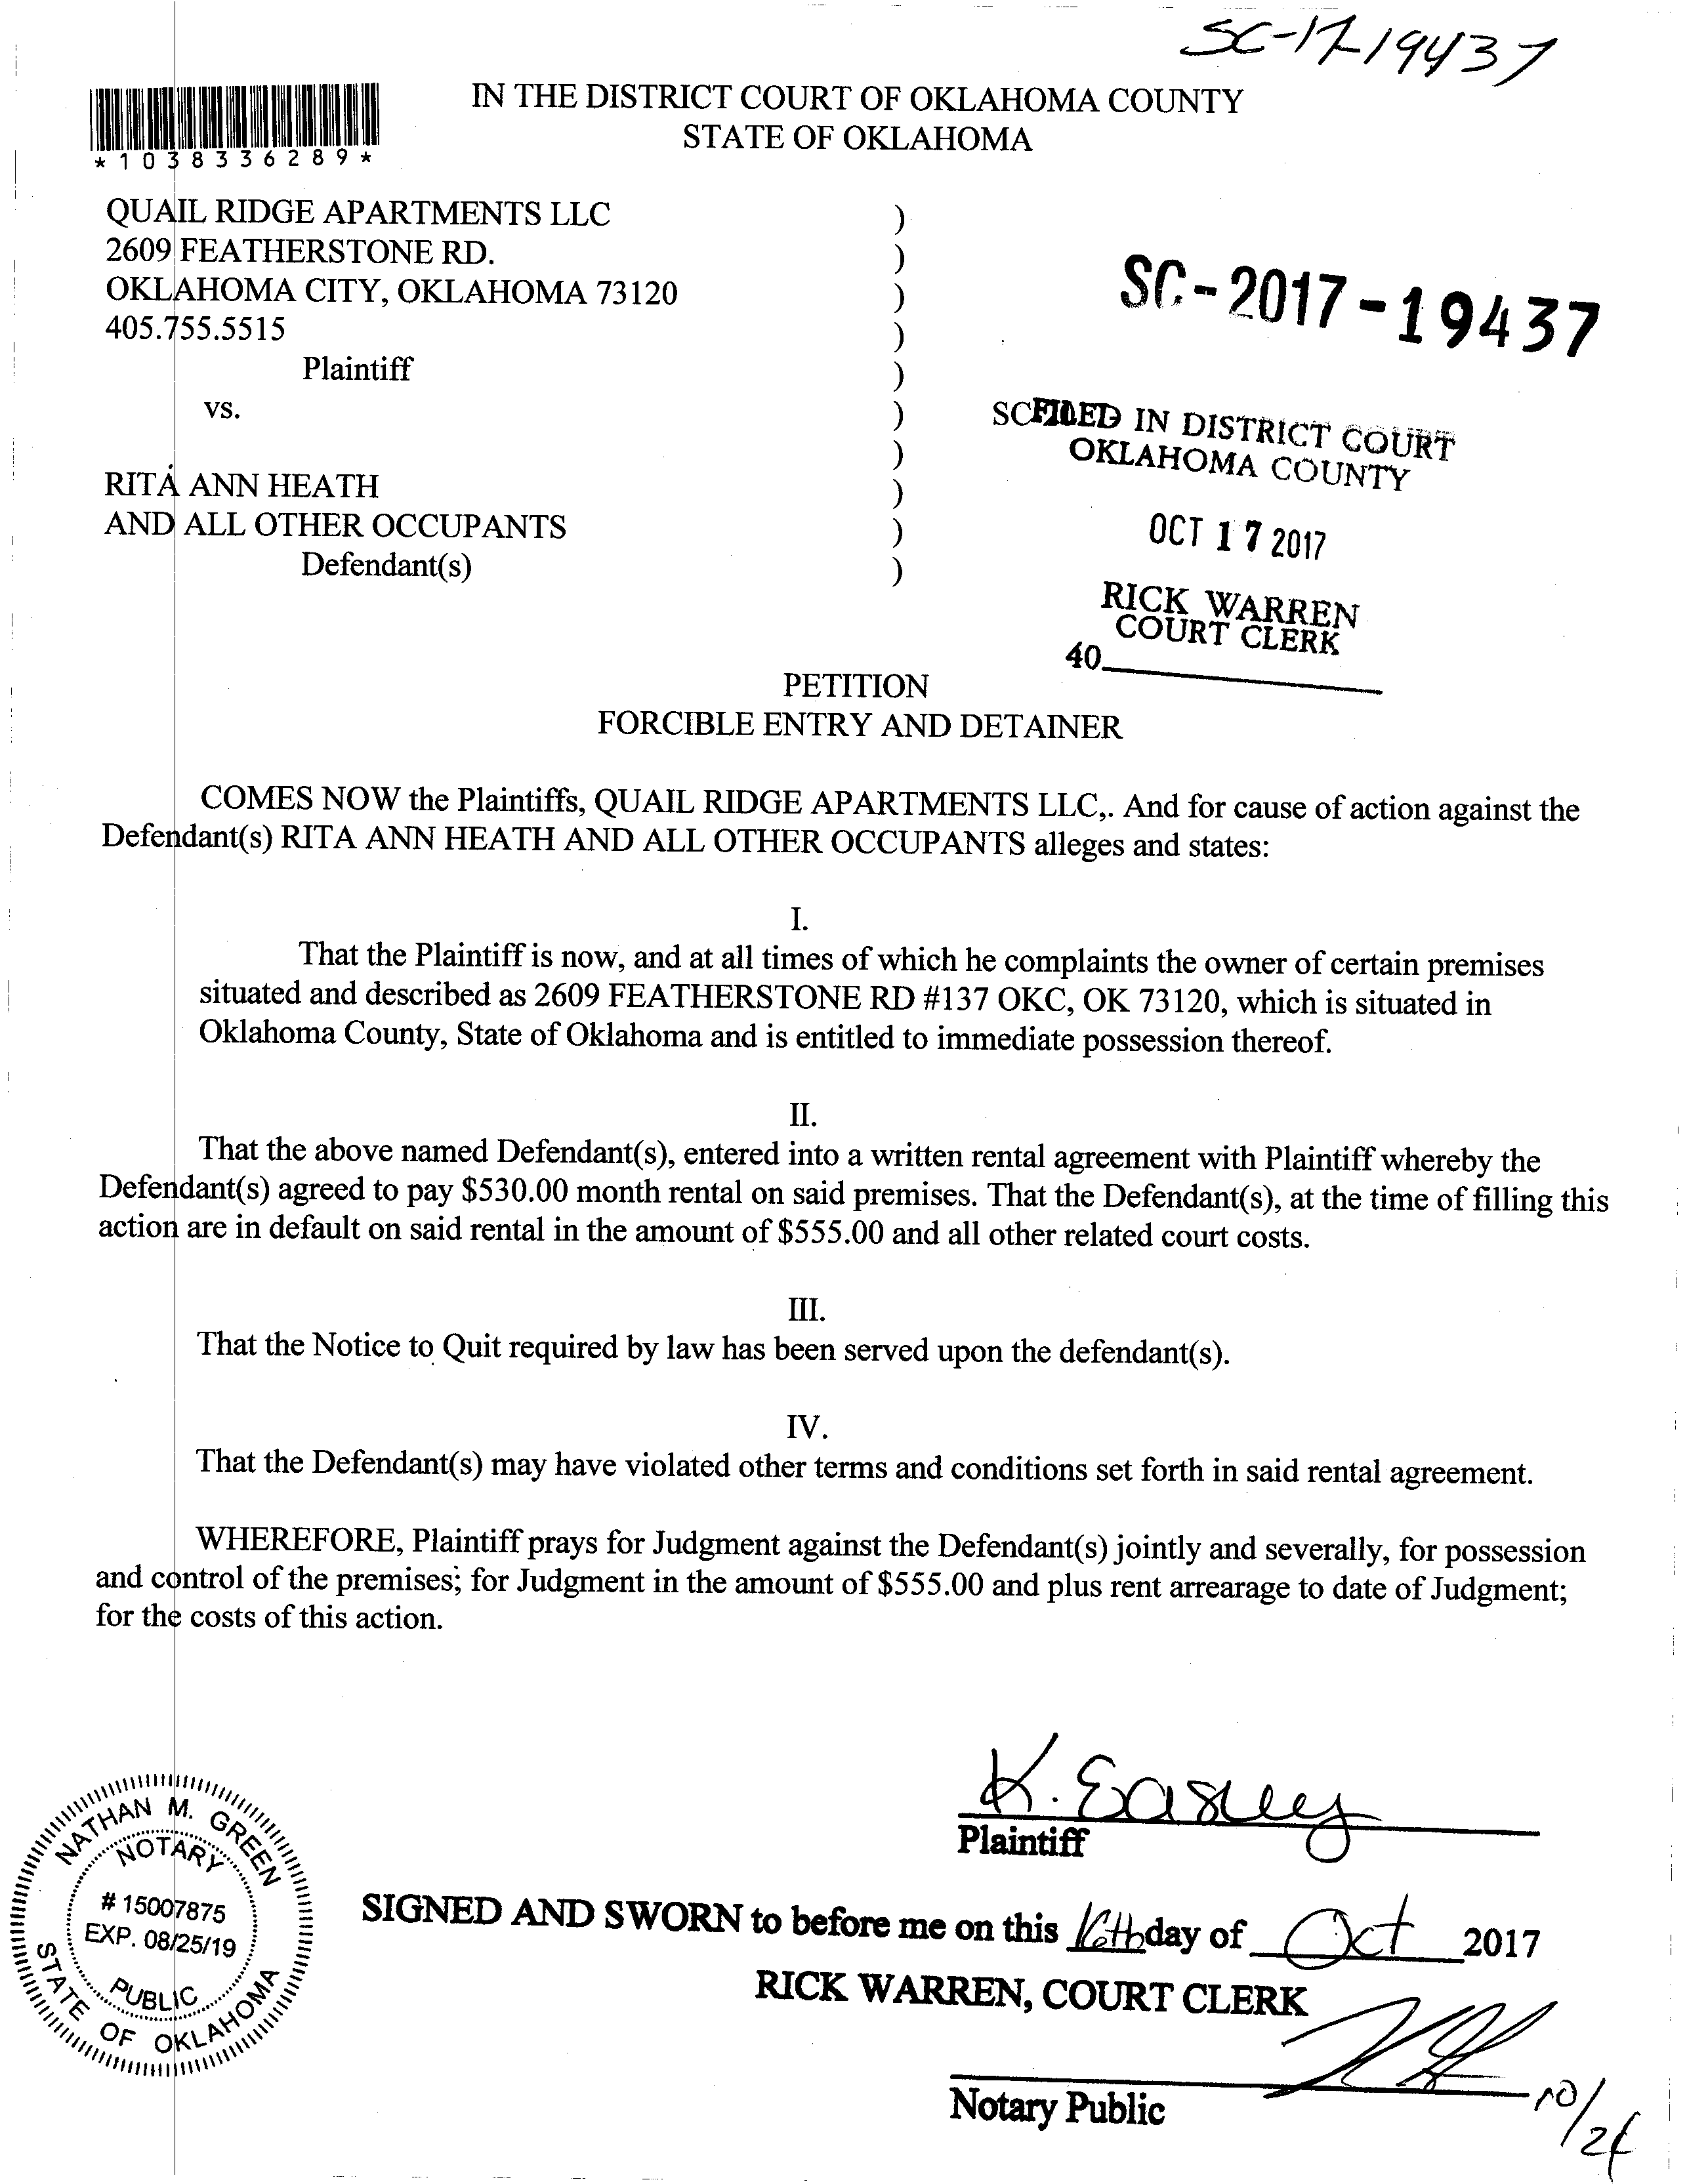 SC-17-19437
*1038336289*
IN THE DISTRICT COURT OF OKLAHOMA COUNTY
STATE OF OKLAHOMA
QUAIL RIDGE APARTMENTS LLC )
2609 FEATHERSTONE RD. )
OKLAHOMA CITY, OKLAHOMA 73120 )
405.755.5515 )
Plaintiff )
vs. )
)
RITA ANN HEATH )
AND ALL OTHER OCCUPANTS )
Defendant(s) )
SC-2017-19437
FILED IN DISTRICT COURT
OKLAHOMA COUNTY
OCT 17 2017
RICK WARREN
COURT CLERK
40
PETITION
FORCIBLE ENTRY AND DETAINER
COMES NOW the Plaintiffs, QUAIL RIDGE APARTMENTS LLC,. And for cause of action against the
Defendant(s) RITA ANN HEATH AND ALL OTHER OCCUPANTS alleges and states:
I.
That the Plaintiff is now, and at all times of which he complaints the owner of certain premises
situated and described as 2609 FEATHERSTONE RD #137 OKC, OK 73120, which is situated in
Oklahoma County, State of Oklahoma and is entitled to immediate possession thereof.
II.
That the above named Defendant(s), entered into a written rental agreement with Plaintiff whereby the
Defendant(s) agreed to pay $530.00 month rental on said premises. That the Defendant(s), at the time of filling this
action are in default on said rental in the amount of $555.00 and all other related court costs.
III.
That the Notice to Quit required by law has been served upon the defendant(s).
IV.
That the Defendant(s) may have violated other terms and conditions set forth in said rental agreement.
WHEREFORE, Plaintiff prays for Judgment against the Defendant(s) jointly and severally, for possession
and control of the premises; for Judgment in the amount of $555.00 and plus rent arrearage to date of Judgment;
for the costs of this action.
K. Easley
Plaintiff
NATHAN M. GREEN
NOTARY
# 15007875
EXP. 08/25/19
PUBLIC
STATE OF OKLAHOMA
SIGNED AND SWORN to before me on this 16th day of Oct 2017
RICK WARREN, COURT CLERK
Notary Public